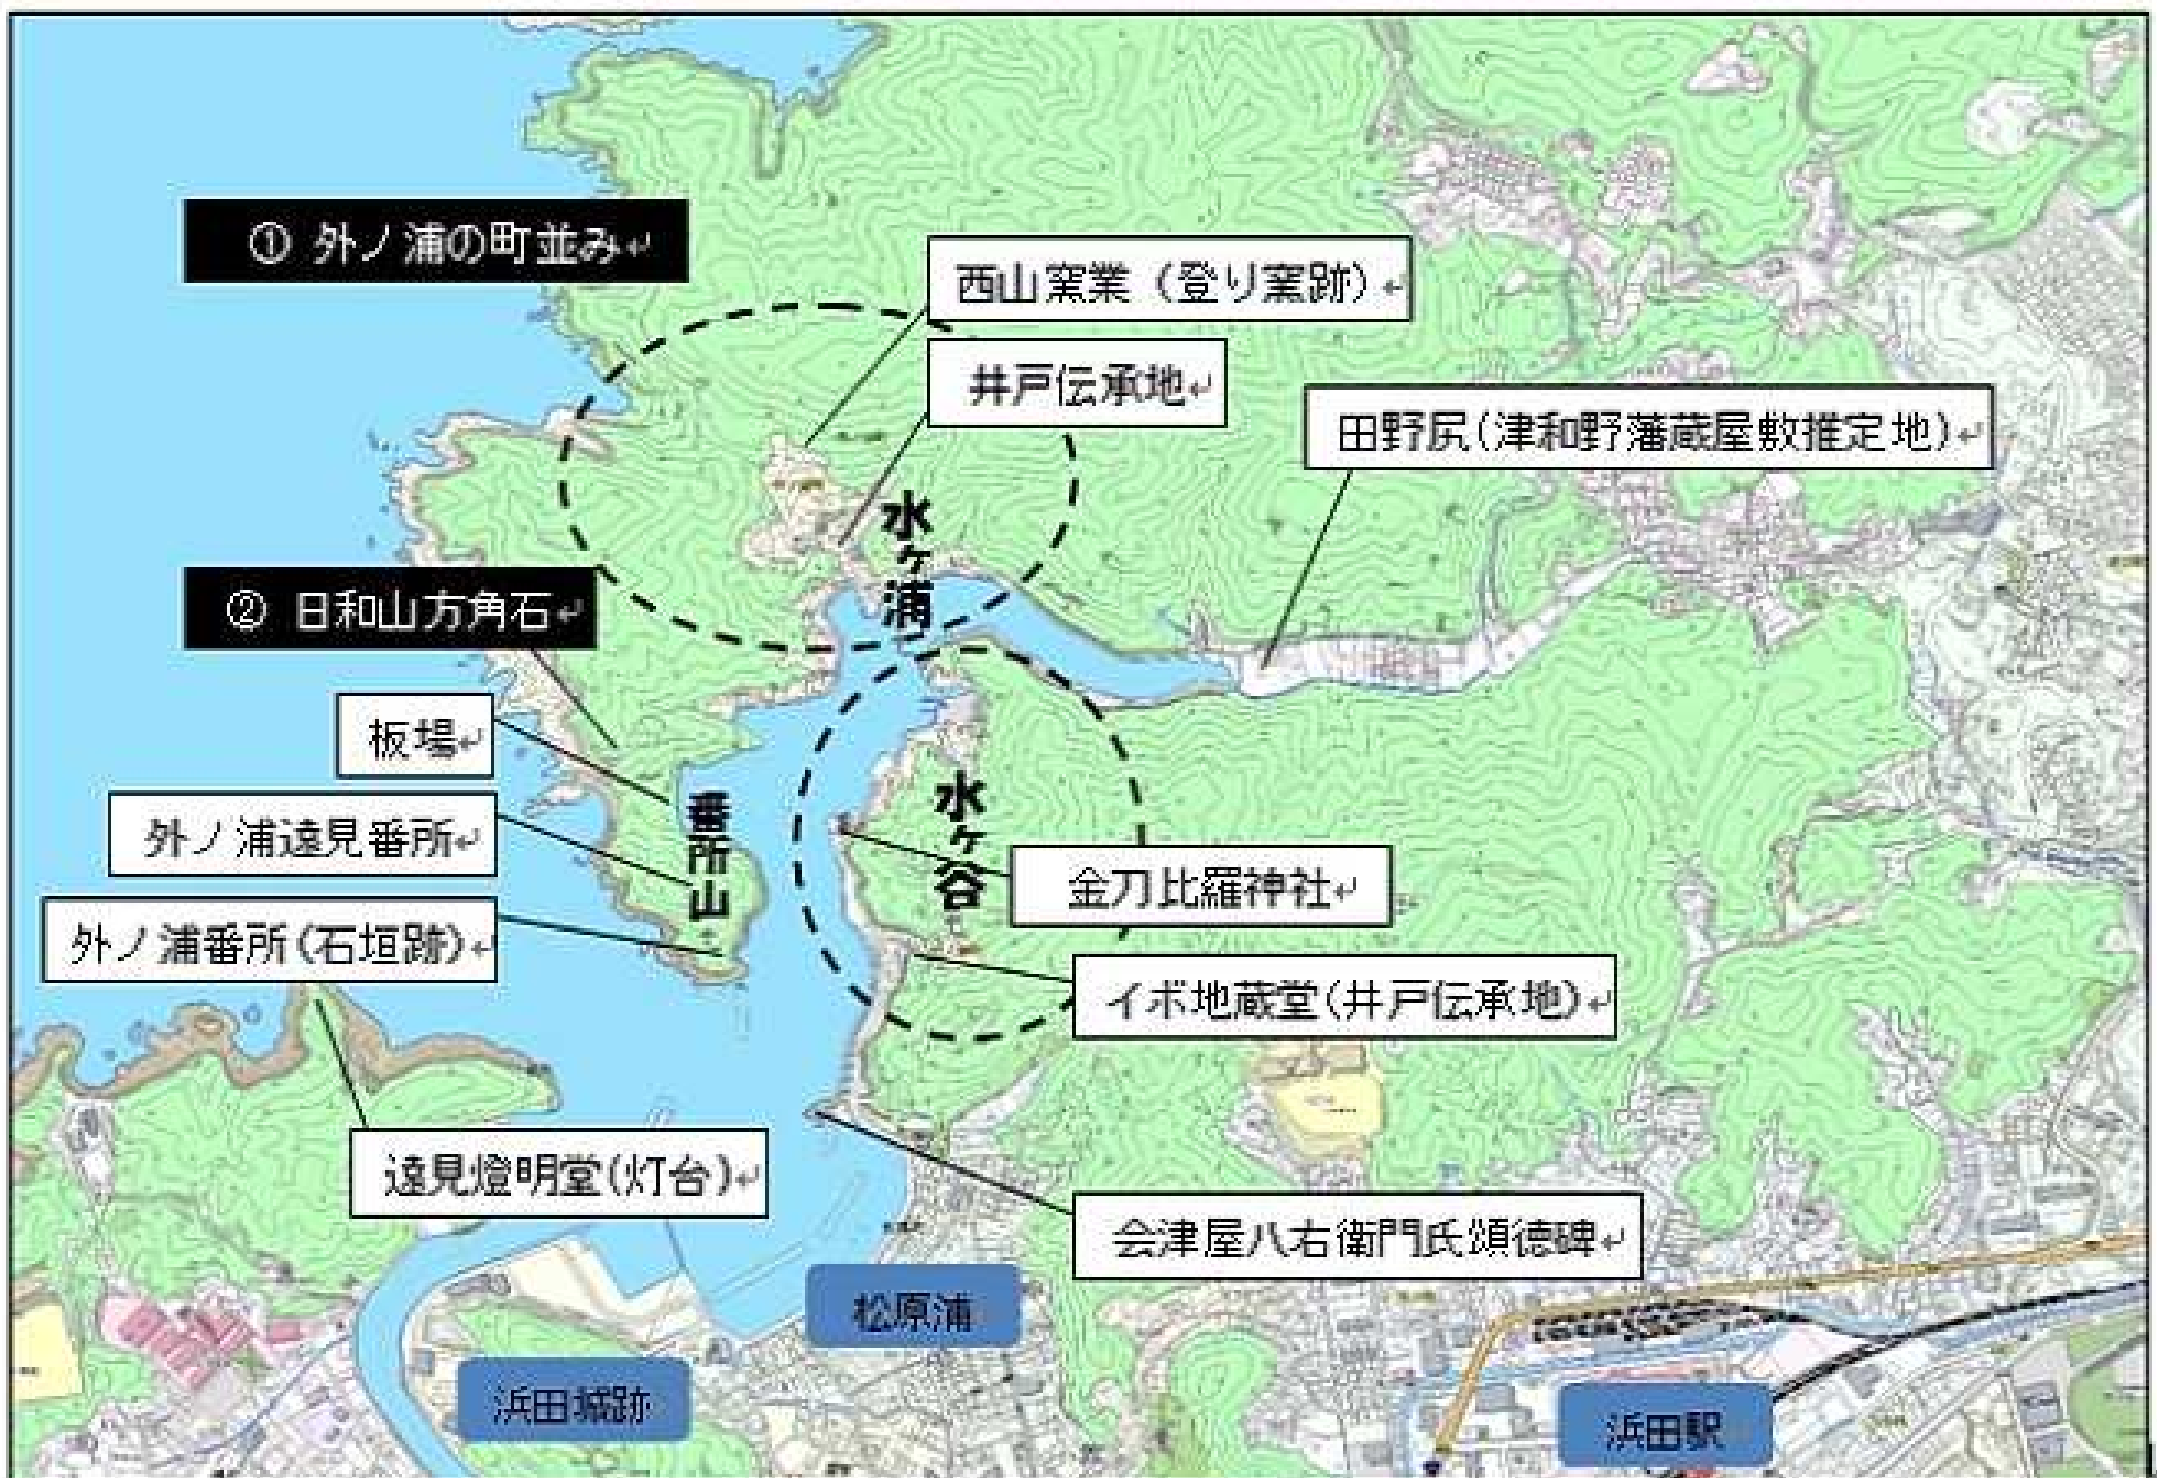 ① 外ノ浦の町並み
西山窯業（登り窯跡）
井戸伝承地
田野尻(津和野藩蔵屋敷推定地)
水ヶ浦
② 日和山方角石
板場
番所山
水ヶ谷
外ノ浦遠見番所
金刀比羅神社
外ノ浦番所(石垣跡)
イボ地蔵堂(井戸伝承地)
遠見燈明堂(灯台)
会津屋八右衛門氏頌徳碑
松原浦
浜田城跡
浜田駅